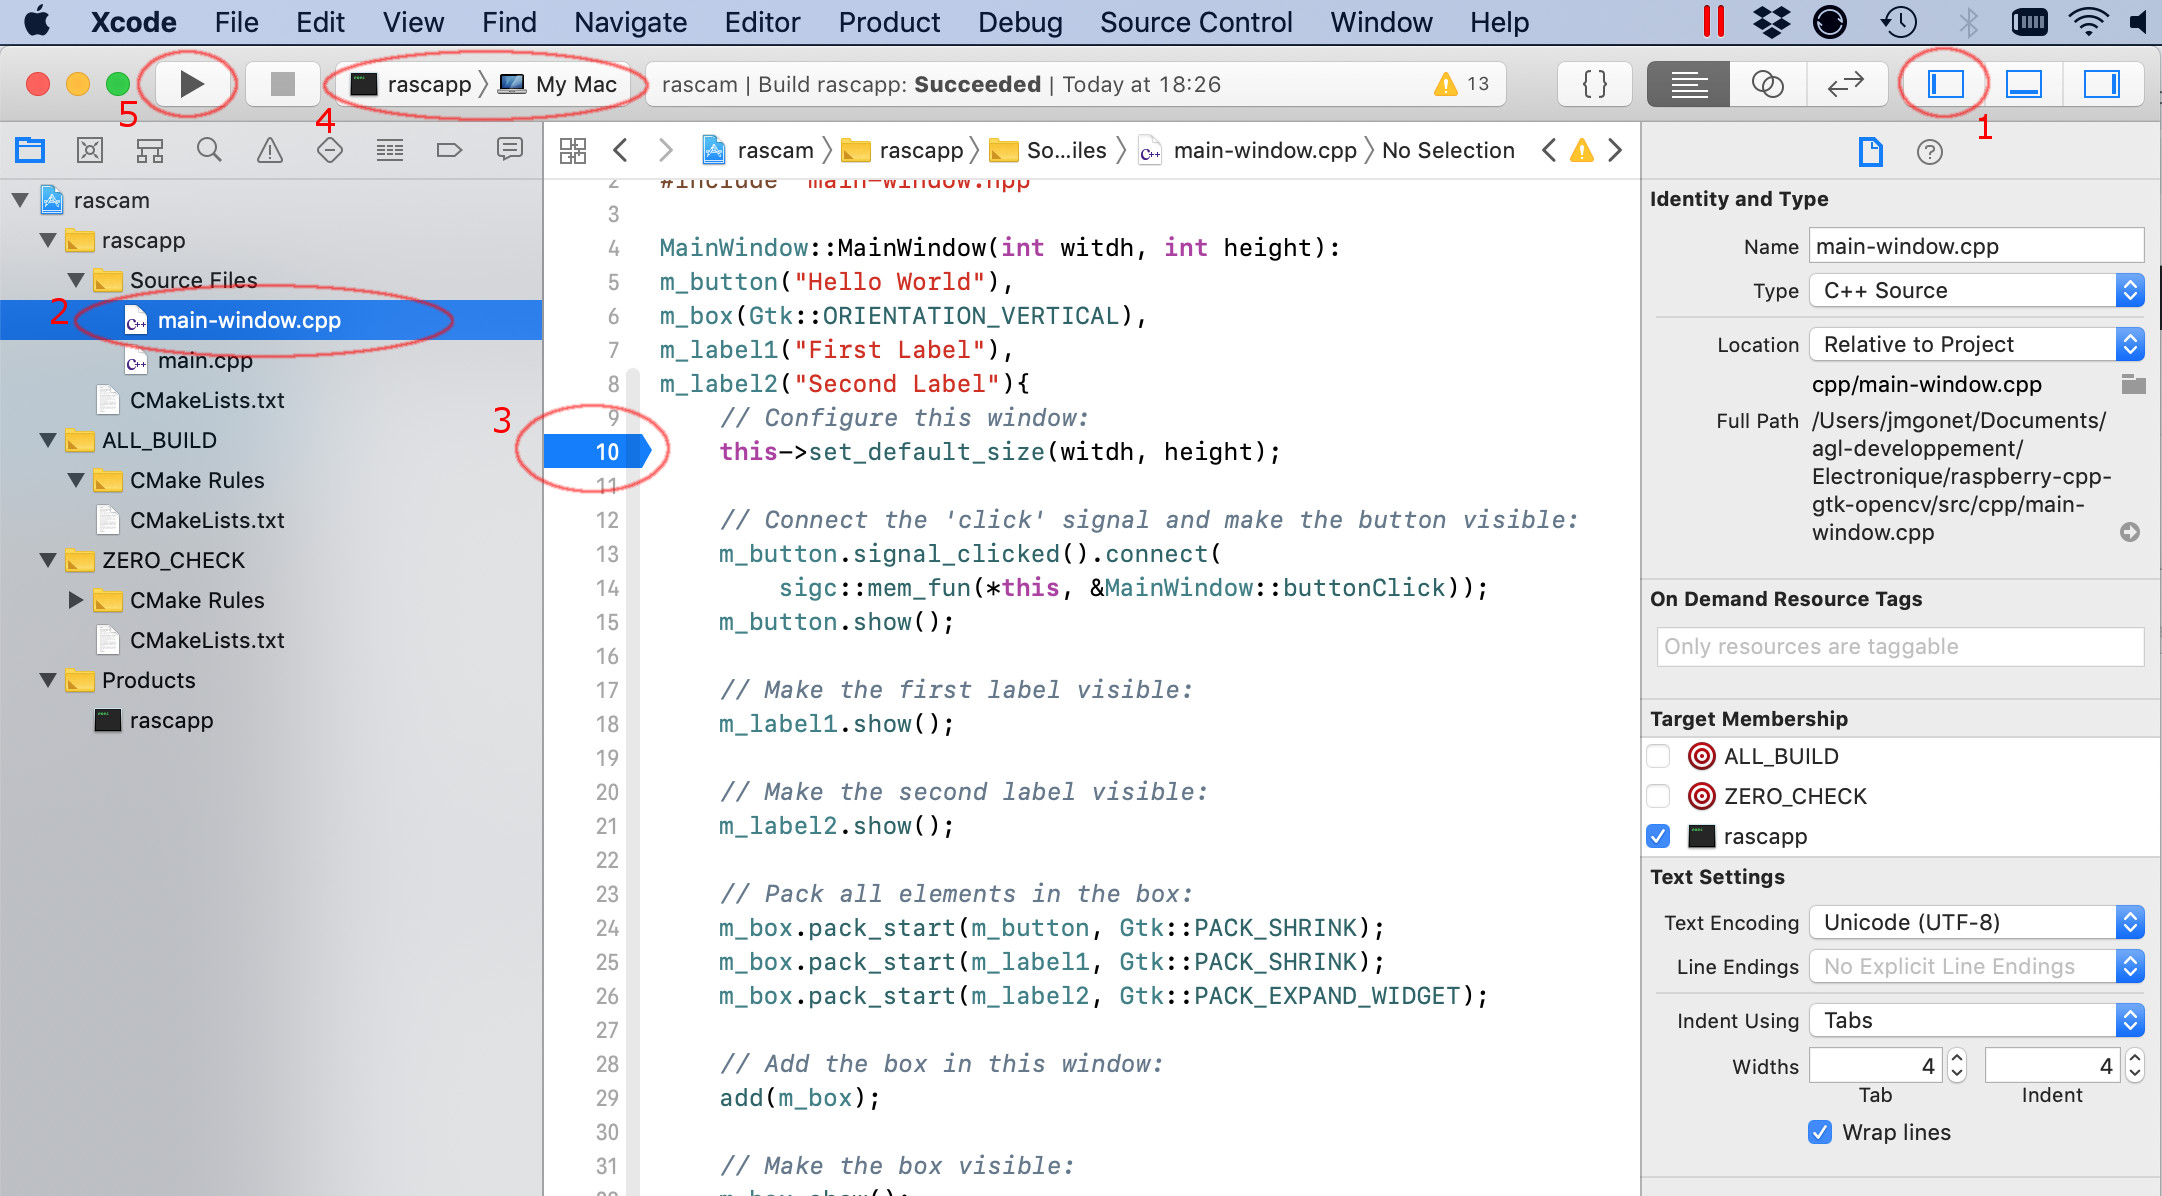 Xcode File Edit View Find Navigate Editor Product Debug Source Control Window Help
rascapp My Mac
rascam | Build rascapp: Succeeded | Today at 18:26
13
5
4
1
rascam rascapp So...iles main-window.cpp No Selection
rascam
rascapp
Source Files
2
main-window.cpp
main.cpp
CMakeLists.txt
ALL_BUILD
CMake Rules
CMakeLists.txt
ZERO_CHECK
CMake Rules
CMakeLists.txt
Products
rascapp
3
2 #include "main-window.hpp"
3
4 MainWindow::MainWindow(int witdh, int height):
5 m_button("Hello World"),
6 m_box(Gtk::ORIENTATION_VERTICAL),
7 m_label1("First Label"),
8 m_label2("Second Label"){
9 // Configure this window:
10 this->set_default_size(witdh, height);
11
12 // Connect the 'click' signal and make the button visible:
13 m_button.signal_clicked().connect(
14 sigc::mem_fun(*this, &MainWindow::buttonClick));
15 m_button.show();
16
17 // Make the first label visible:
18 m_label1.show();
19
20 // Make the second label visible:
21 m_label2.show();
22
23 // Pack all elements in the box:
24 m_box.pack_start(m_button, Gtk::PACK_SHRINK);
25 m_box.pack_start(m_label1, Gtk::PACK_SHRINK);
26 m_box.pack_start(m_label2, Gtk::PACK_EXPAND_WIDGET);
27
28 // Add the box in this window:
29 add(m_box);
30
31 // Make the box visible:
m_box.show();
Identity and Type
Name main-window.cpp
Type C++ Source
Location Relative to Project
cpp/main-window.cpp
Full Path /Users/jmgonet/Documents/
agl-developpement/
Electronique/raspberry-cpp-
gtk-opencv/src/cpp/main-
window.cpp
On Demand Resource Tags
Only resources are taggable
Target Membership
ALL_BUILD
ZERO_CHECK
rascapp
Text Settings
Text Encoding Unicode (UTF-8)
Line Endings No Explicit Line Endings
Indent Using Tabs
Widths 4 4
Tab Indent
Wrap lines